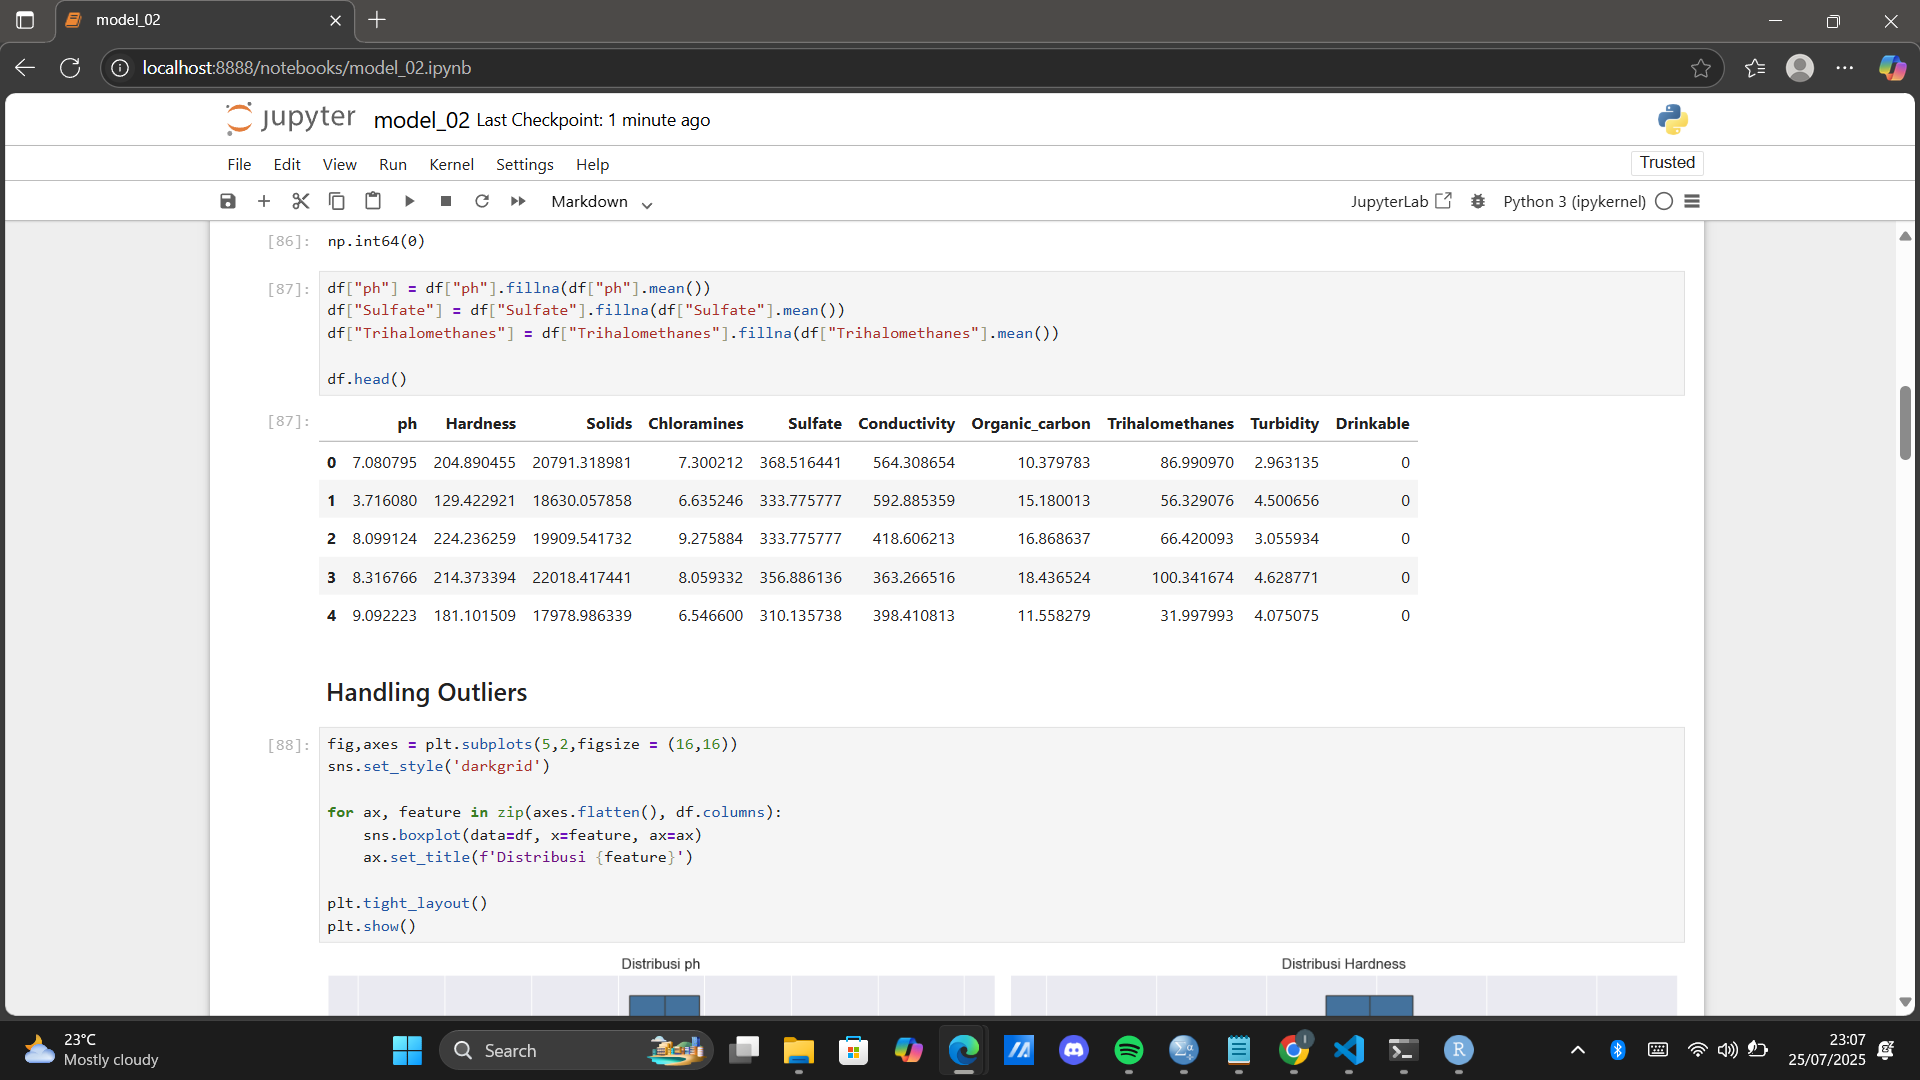 model_02
localhost:8888/notebooks/model_02.ipynb
jupyter model_02 Last Checkpoint: 1 minute ago
File Edit View Run Kernel Settings Help
Trusted
Markdown
JupyterLab
Python 3 (ipykernel)
[86]: np.int64(0)
[87]: df["ph"] = df["ph"].fillna(df["ph"].mean())
df["Sulfate"] = df["Sulfate"].fillna(df["Sulfate"].mean())
df["Trihalomethanes"] = df["Trihalomethanes"].fillna(df["Trihalomethanes"].mean())
df.head()
[87]: ph Hardness Solids Chloramines Sulfate Conductivity Organic_carbon Trihalomethanes Turbidity Drinkable
0 7.080795 204.890455 20791.318981 7.300212 368.516441 564.308654 10.379783 86.990970 2.963135 0
1 3.716080 129.422921 18630.057858 6.635246 333.775777 592.885359 15.180013 56.329076 4.500656 0
2 8.099124 224.236259 19909.541732 9.275884 333.775777 418.606213 16.868637 66.420093 3.055934 0
3 8.316766 214.373394 22018.417441 8.059332 356.886136 363.266516 18.436524 100.341674 4.628771 0
4 9.092223 181.101509 17978.986339 6.546600 310.135738 398.410813 11.558279 31.997993 4.075075 0
Handling Outliers
[88]: fig,axes = plt.subplots(5,2,figsize = (16,16))
sns.set_style('darkgrid')
for ax, feature in zip(axes.flatten(), df.columns):
    sns.boxplot(data=df, x=feature, ax=ax)
    ax.set_title(f'Distribusi {feature}')
plt.tight_layout()
plt.show()
Distribusi ph
Distribusi Hardness
23°C
Mostly cloudy
Search
23:07
25/07/2025